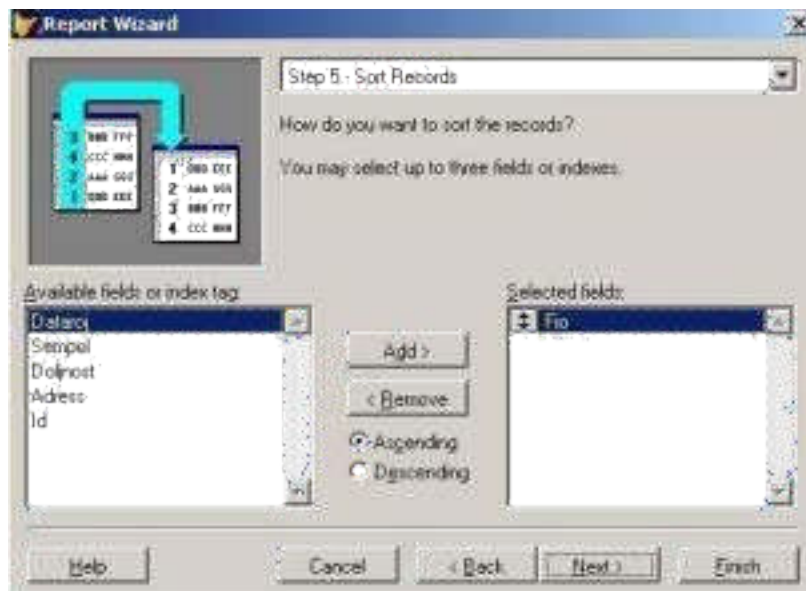 Report Wizard
Step 5 - Sort Records
How do you want to sort the records?
You may select up to three fields or indexes.
Available fields or index tag:
Dataroj
Sempol
Doljnost
Adress
Id
Add >
< Remove
Ascending
Descending
Selected fields:
Fio
Help
Cancel
< Back
Next >
Finish